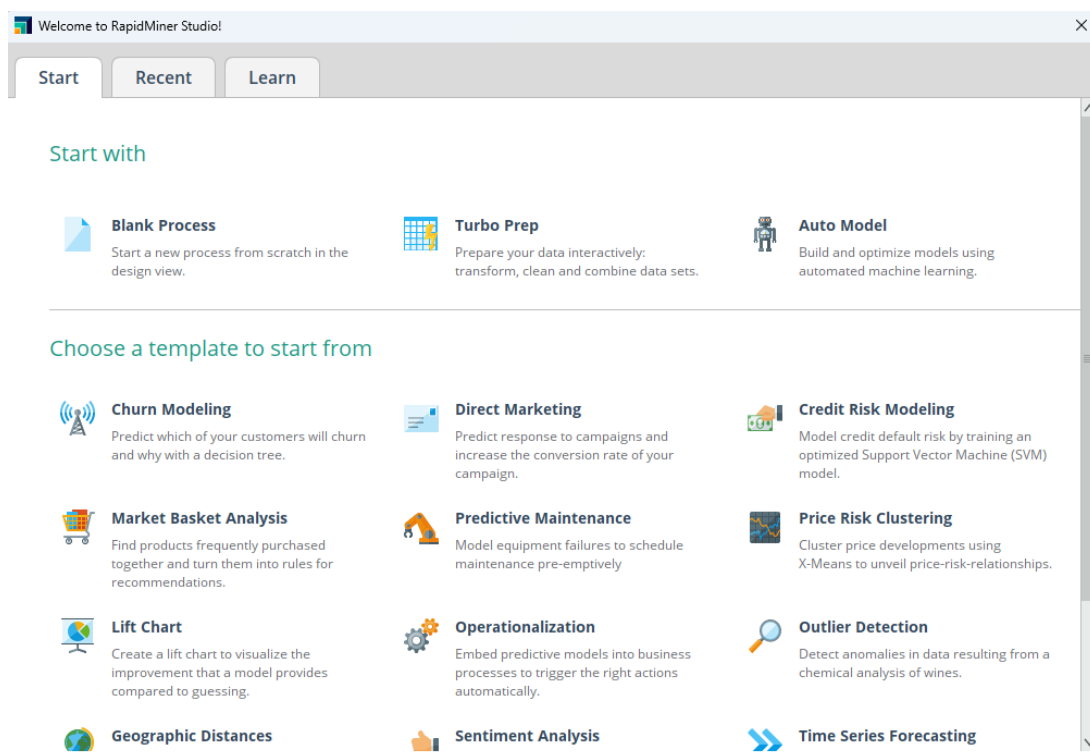 Welcome to RapidMiner Studio!
Start
Recent
Learn
Start with
Blank Process
Start a new process from scratch in the
design view.
Turbo Prep
Prepare your data interactively:
transform, clean and combine data sets.
Auto Model
Build and optimize models using
automated machine learning.
Choose a template to start from
Churn Modeling
Predict which of your customers will churn
and why with a decision tree.
Direct Marketing
Predict response to campaigns and
increase the conversion rate of your
campaign.
Credit Risk Modeling
Model credit default risk by training an
optimized Support Vector Machine (SVM)
model.
Market Basket Analysis
Find products frequently purchased
together and turn them into rules for
recommendations.
Predictive Maintenance
Model equipment failures to schedule
maintenance pre-emptively
Price Risk Clustering
Cluster price developments using
X-Means to unveil price-risk-relationships.
Lift Chart
Create a lift chart to visualize the
improvement that a model provides
compared to guessing.
Operationalization
Embed predictive models into business
processes to trigger the right actions
automatically.
Outlier Detection
Detect anomalies in data resulting from a
chemical analysis of wines.
Geographic Distances
Sentiment Analysis
Time Series Forecasting